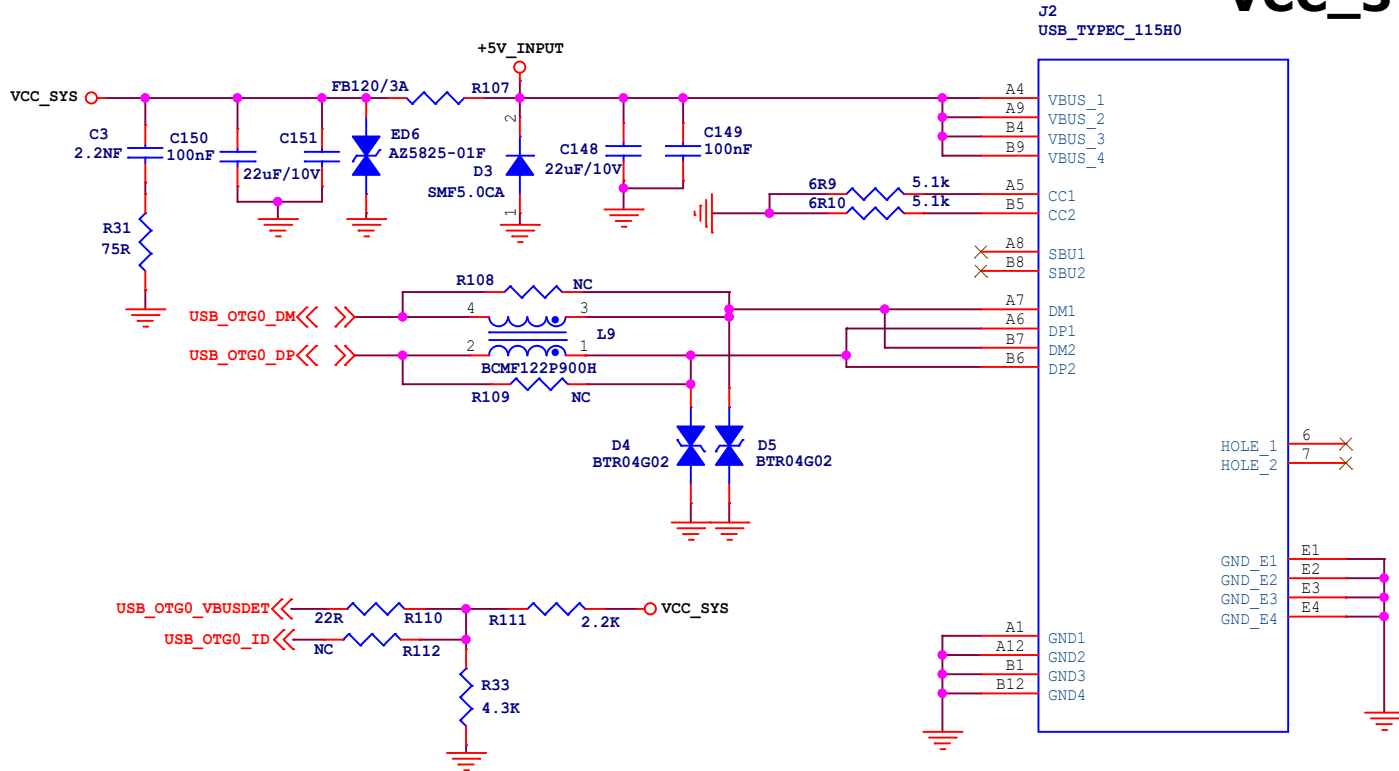 VCC_S
J2
USB_TYPEC_115H0
+5V_INPUT
VCC_SYS
FB120/3A
R107
C3
2.2NF
C150
100nF
C151
22uF/10V
ED6
AZ5825-01F
2
D3
SMF5.0CA
1
C148
22uF/10V
C149
100nF
R31
75R
A4
VBUS_1
A9
VBUS_2
B4
VBUS_3
B9
VBUS_4
6R9
5.1k
A5
CC1
6R10
5.1k
B5
CC2
A8
SBU1
B8
SBU2
R108
NC
USB_OTG0_DM
4
3
L9
USB_OTG0_DP
2
1
BCMF122P900H
R109
NC
A7
DM1
A6
DP1
B7
DM2
B6
DP2
D4
BTR04G02
D5
BTR04G02
HOLE_1
6
HOLE_2
7
GND_E1
E1
GND_E2
E2
GND_E3
E3
GND_E4
E4
USB_OTG0_VBUSDET
22R
R110
R111
2.2K
VCC_SYS
USB_OTG0_ID
NC
R112
R33
4.3K
A1
GND1
A12
GND2
B1
GND3
B12
GND4